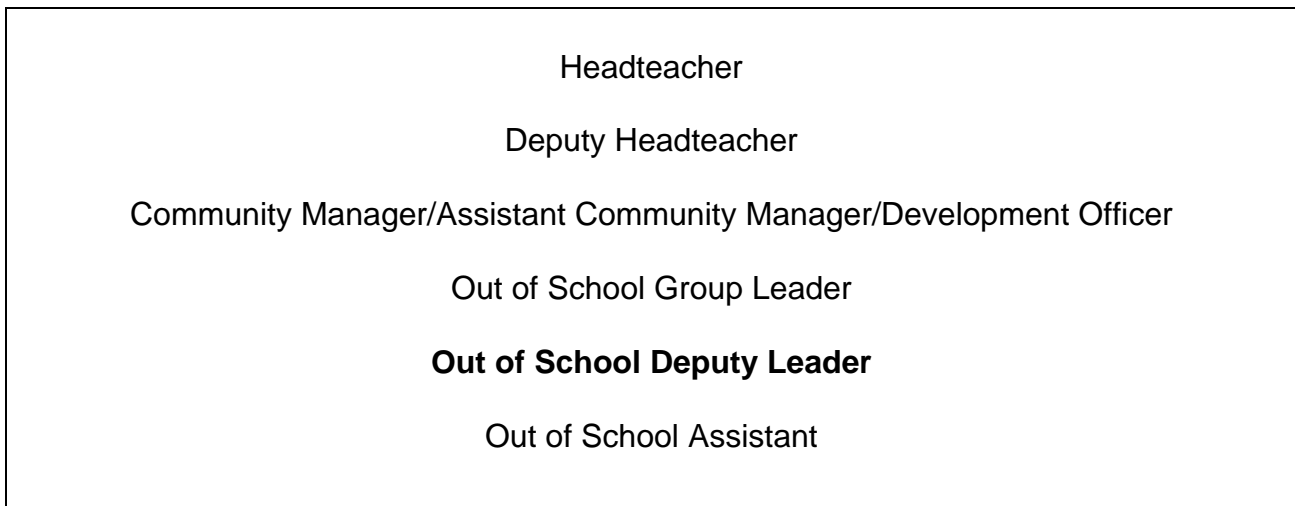 Headteacher
Deputy Headteacher
Community Manager/Assistant Community Manager/Development Officer
Out of School Group Leader
Out of School Deputy Leader
Out of School Assistant